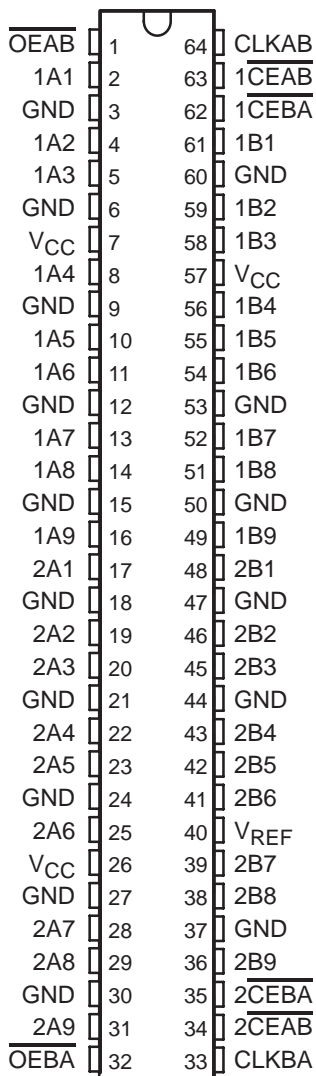 O̅E̅A̅B̅ 1 64 CLKAB
1A1 2 63 1C̅E̅A̅B̅
GND 3 62 1C̅E̅B̅A̅
1A2 4 61 1B1
1A3 5 60 GND
GND 6 59 1B2
VCC 7 58 1B3
1A4 8 57 VCC
GND 9 56 1B4
1A5 10 55 1B5
1A6 11 54 1B6
GND 12 53 GND
1A7 13 52 1B7
1A8 14 51 1B8
GND 15 50 GND
1A9 16 49 1B9
2A1 17 48 2B1
GND 18 47 GND
2A2 19 46 2B2
2A3 20 45 2B3
GND 21 44 GND
2A4 22 43 2B4
2A5 23 42 2B5
GND 24 41 2B6
2A6 25 40 VREF
VCC 26 39 2B7
GND 27 38 2B8
2A7 28 37 GND
2A8 29 36 2B9
GND 30 35 2C̅E̅B̅A̅
2A9 31 34 2C̅E̅A̅B̅
O̅E̅B̅A̅ 32 33 CLKBA